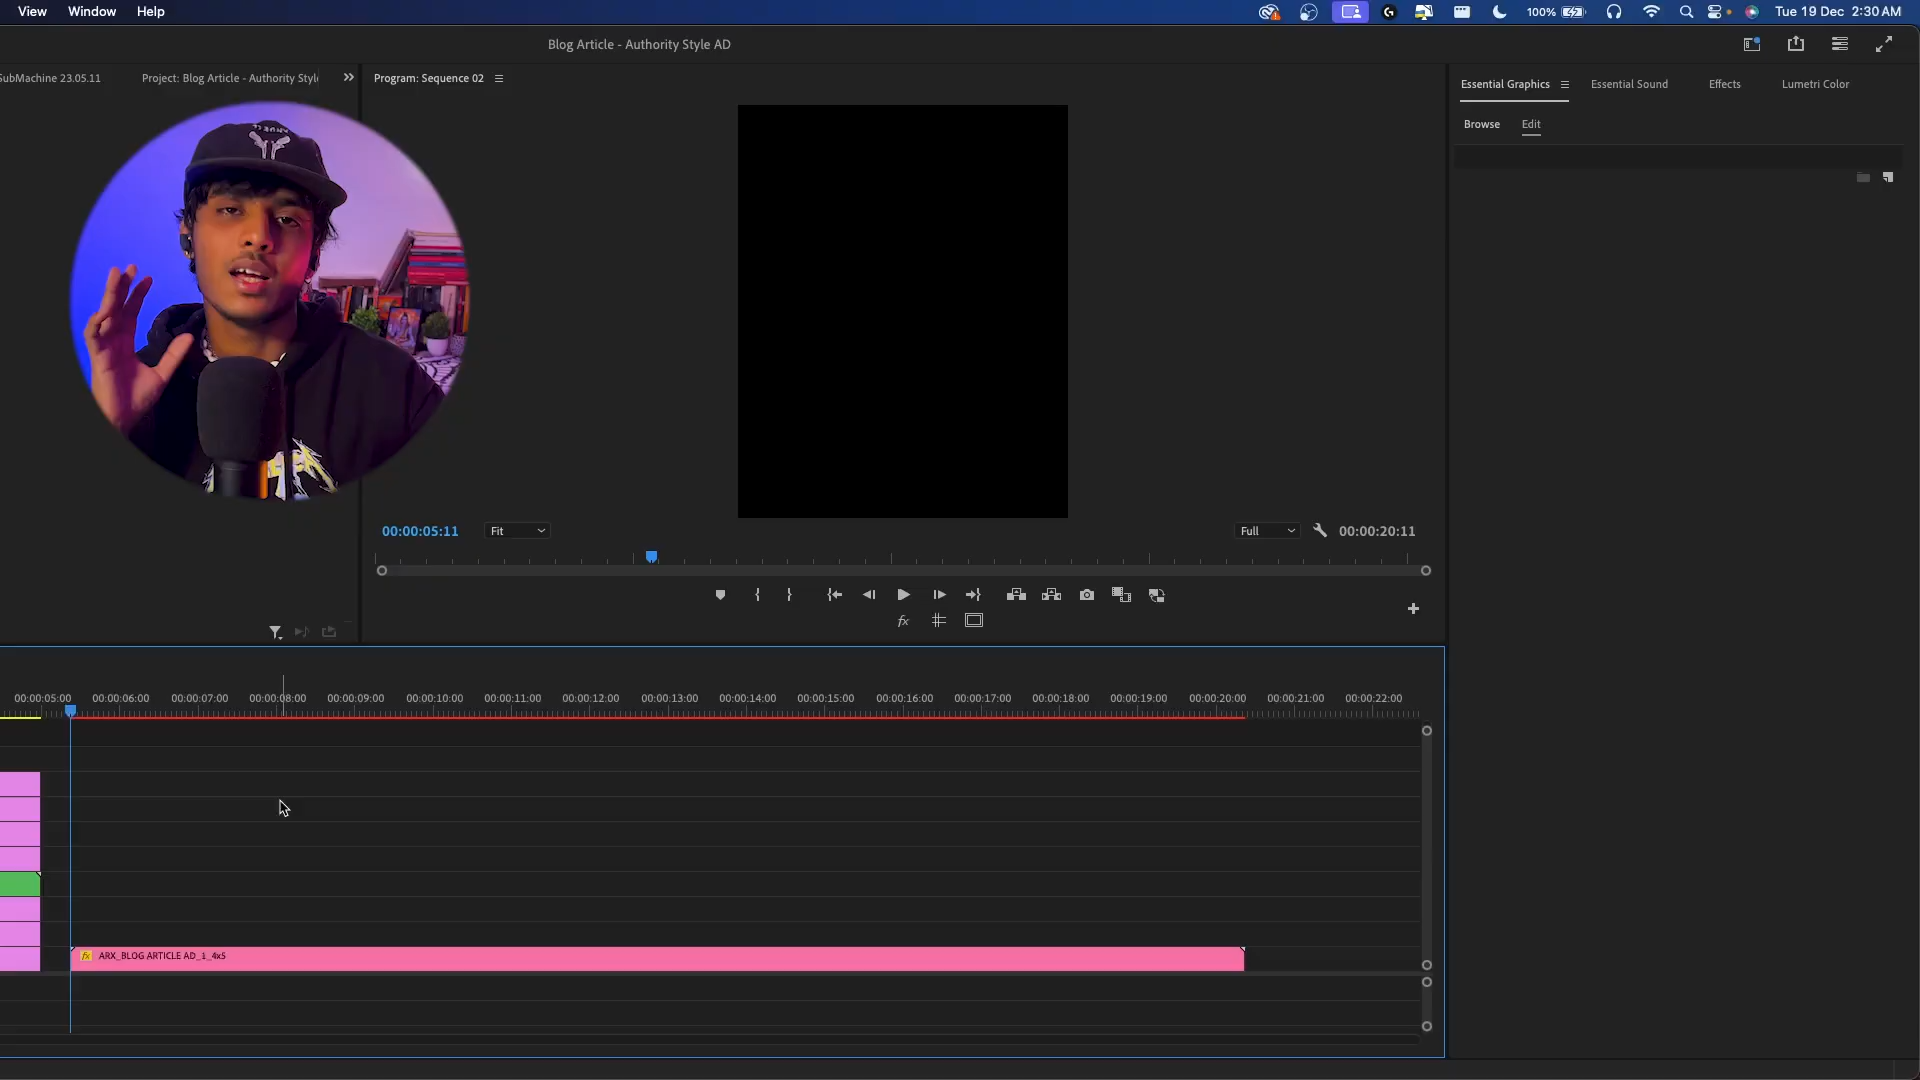 View Window Help 100% Tue 19 Dec 2:30 AM
Blog Article - Authority Style AD
SubMachine 23.05.11 Project: Blog Article - Authority Style Program: Sequence 02
Essential Graphics Essential Sound Effects Lumetri Color
Browse Edit
00:00:05:11 Fit Full 00:00:20:11
fx
00:00:05:00 00:00:06:00 00:00:07:00 00:00:08:00 00:00:09:00 00:00:10:00 00:00:11:00 00:00:12:00 00:00:13:00 00:00:14:00 00:00:15:00 00:00:16:00 00:00:17:00 00:00:18:00 00:00:19:00 00:00:20:00 00:00:21:00 00:00:22:00
fx ARX_BLOG ARTICLE AD_1_4x5